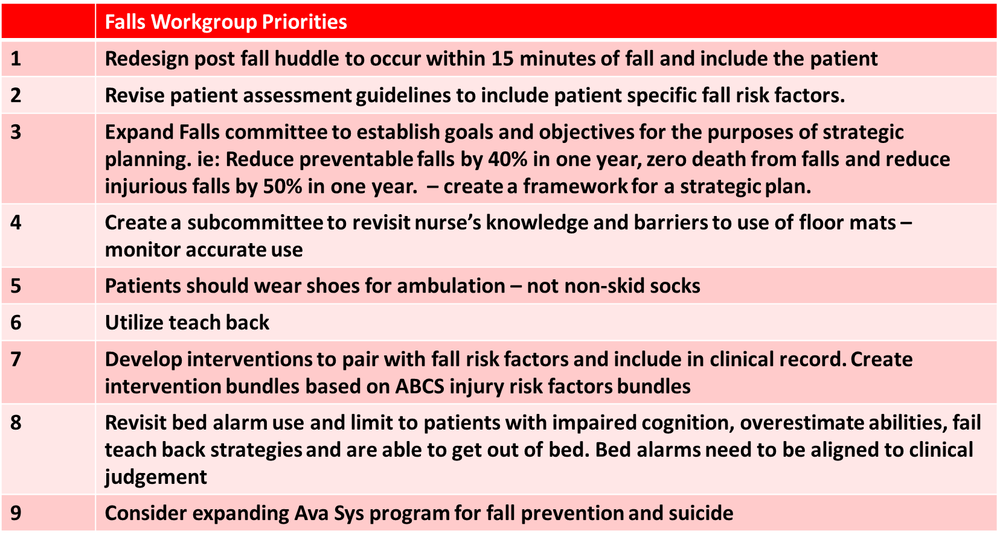 Falls Workgroup Priorities
1 Redesign post fall huddle to occur within 15 minutes of fall and include the patient
2 Revise patient assessment guidelines to include patient specific fall risk factors.
3 Expand Falls committee to establish goals and objectives for the purposes of strategic
planning. ie: Reduce preventable falls by 40% in one year, zero death from falls and reduce
injurious falls by 50% in one year.  – create a framework for a strategic plan.
4 Create a subcommittee to revisit nurse’s knowledge and barriers to use of floor mats –
monitor accurate use
5 Patients should wear shoes for ambulation – not non-skid socks
6 Utilize teach back
7 Develop interventions to pair with fall risk factors and include in clinical record. Create
intervention bundles based on ABCS injury risk factors bundles
8 Revisit bed alarm use and limit to patients with impaired cognition, overestimate abilities, fail
teach back strategies and are able to get out of bed. Bed alarms need to be aligned to clinical
judgement
9 Consider expanding Ava Sys program for fall prevention and suicide